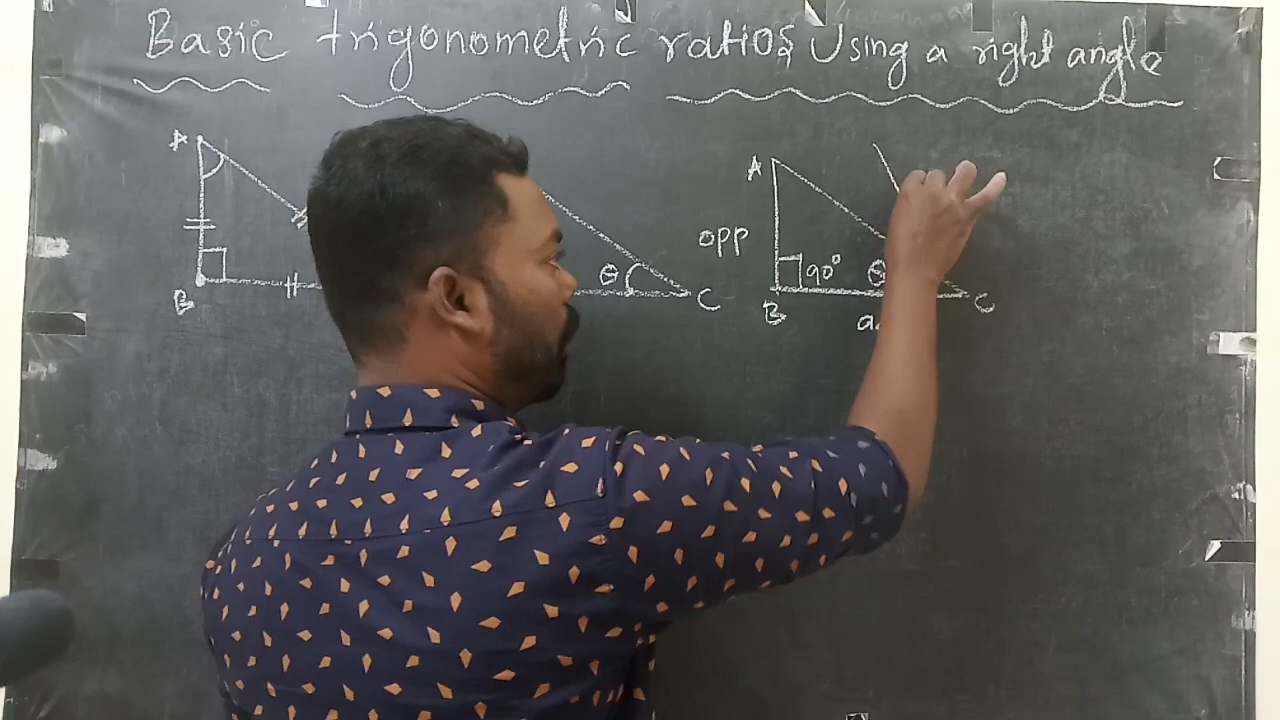 Basic trigonometric ratios Using a right angle
A
B
θ
C
A
opp
90°
θ
B
C